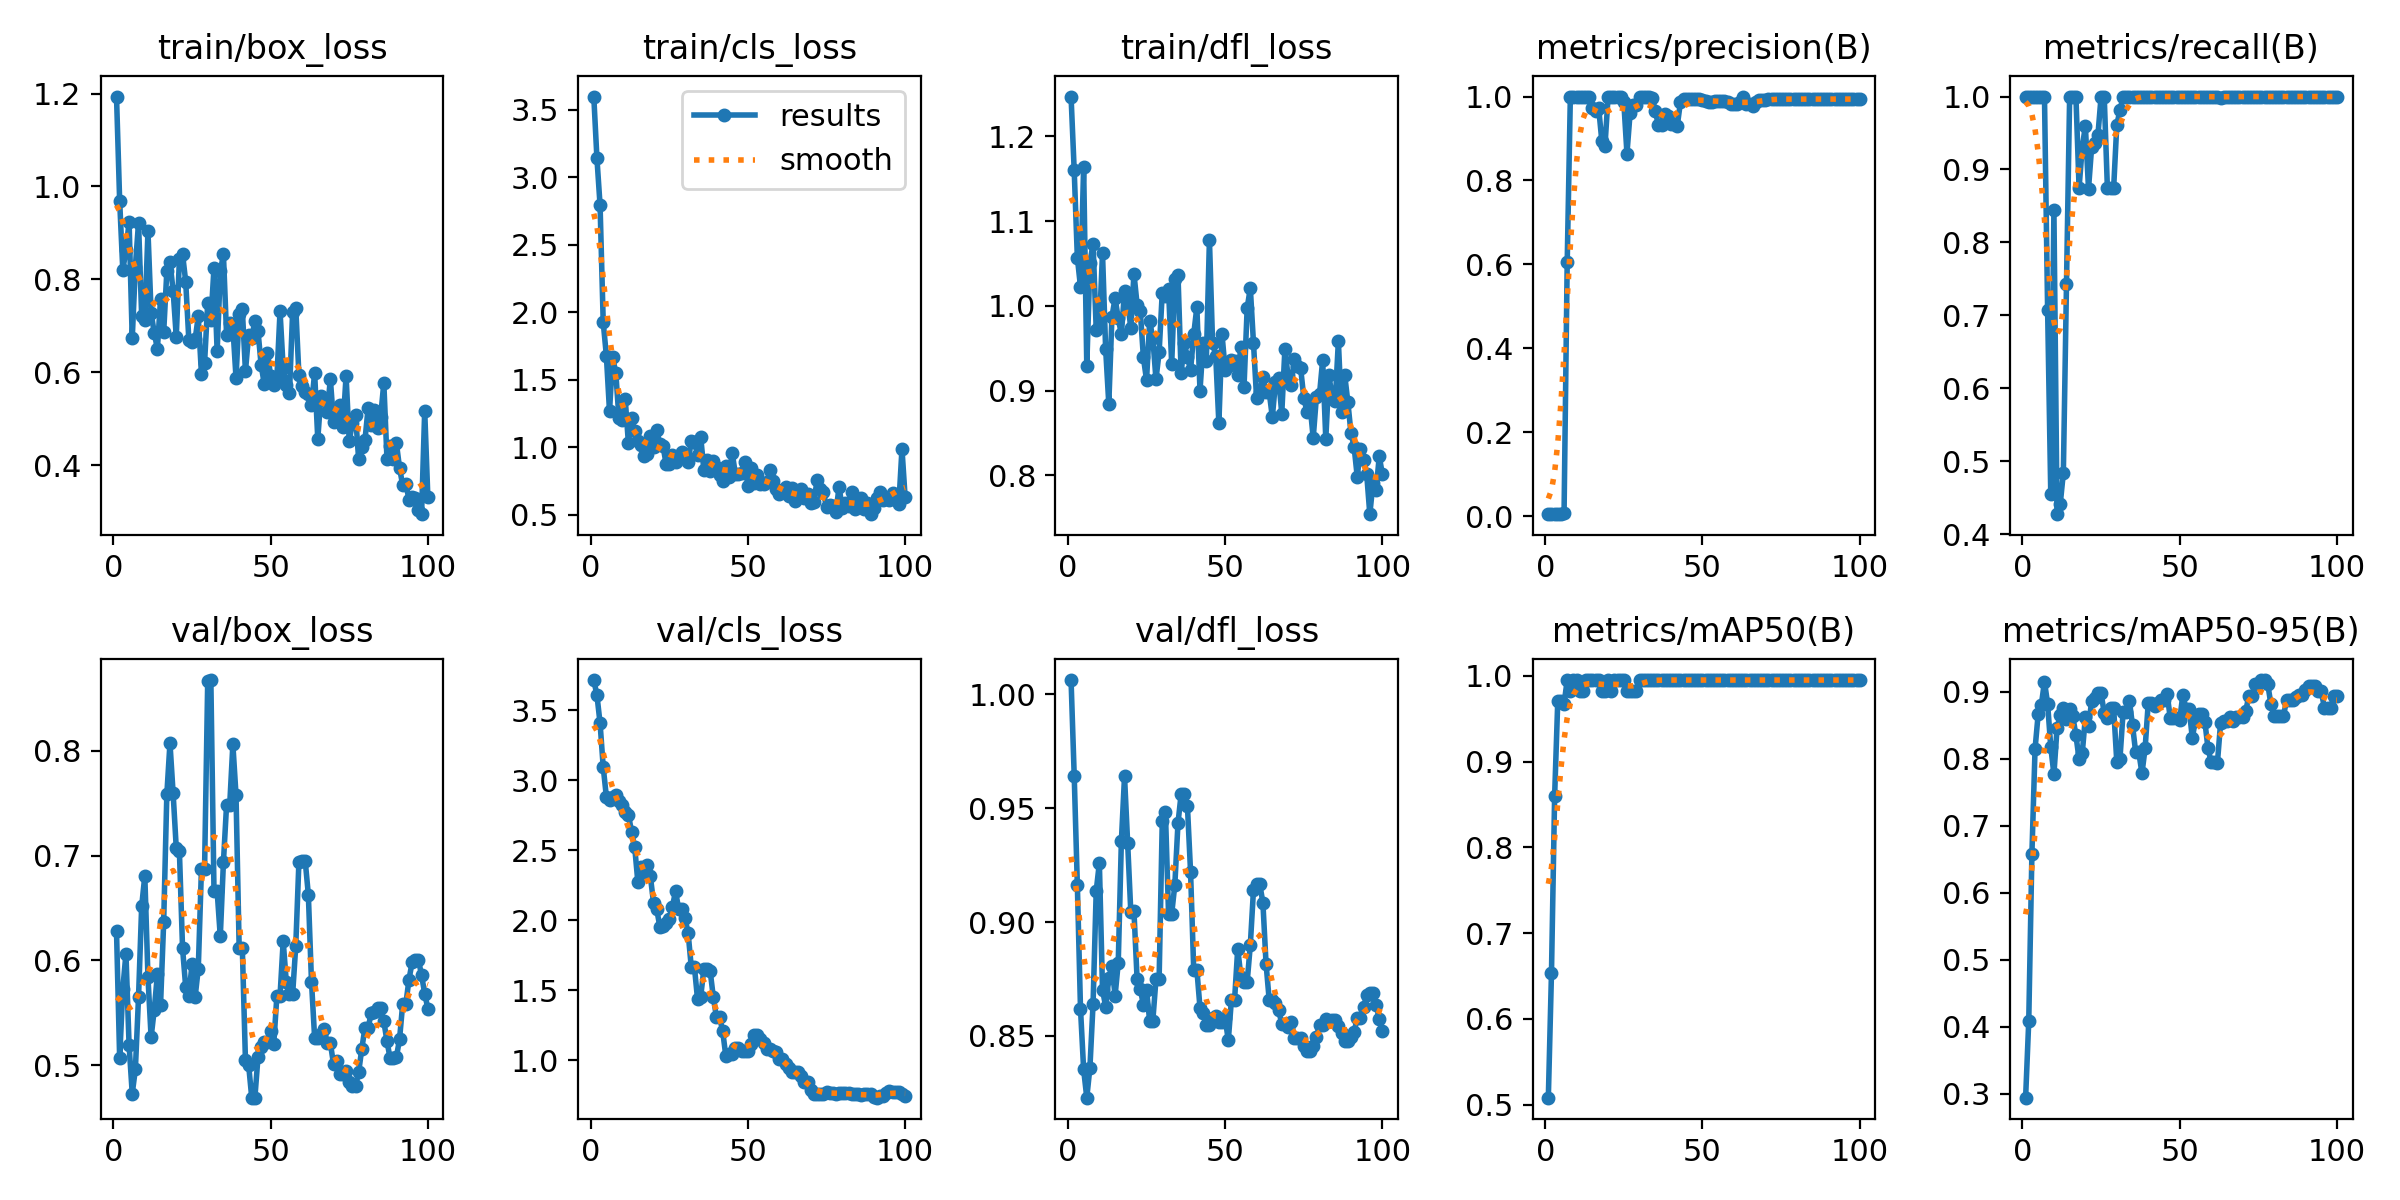 train/box_loss
1.2
1.0
0.8
0.6
0.4
0 50 100
train/cls_loss
results
smooth
3.5
3.0
2.5
2.0
1.5
1.0
0.5
0 50 100
train/dfl_loss
1.2
1.1
1.0
0.9
0.8
0 50 100
metrics/precision(B)
1.0
0.8
0.6
0.4
0.2
0.0
0 50 100
metrics/recall(B)
1.0
0.9
0.8
0.7
0.6
0.5
0.4
0 50 100
val/box_loss
0.8
0.7
0.6
0.5
0 50 100
val/cls_loss
3.5
3.0
2.5
2.0
1.5
1.0
0 50 100
val/dfl_loss
1.00
0.95
0.90
0.85
0 50 100
metrics/mAP50(B)
1.0
0.9
0.8
0.7
0.6
0.5
0 50 100
metrics/mAP50-95(B)
0.9
0.8
0.7
0.6
0.5
0.4
0.3
0 50 100